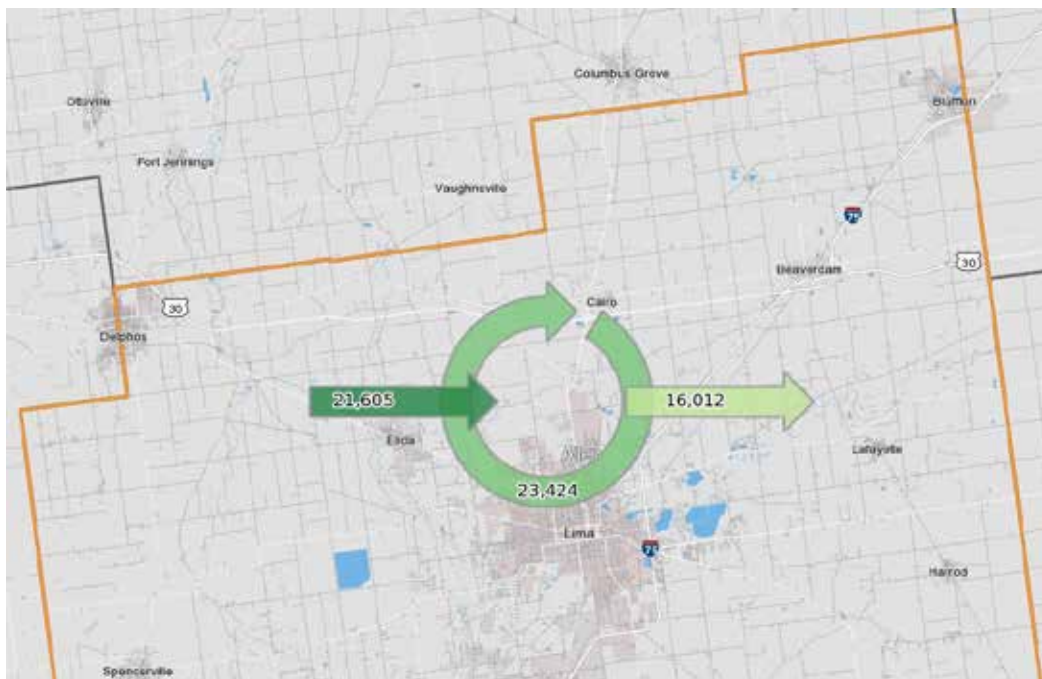 Columbus Grove
Ottoville
Bluffton
Fort Jennings
Vaughnsville
75
30
Beaverdam
Cairo
30
Delphos
21,605
16,012
Elida
Lafayette
23,424
Lima
75
Harrod
Spencerville